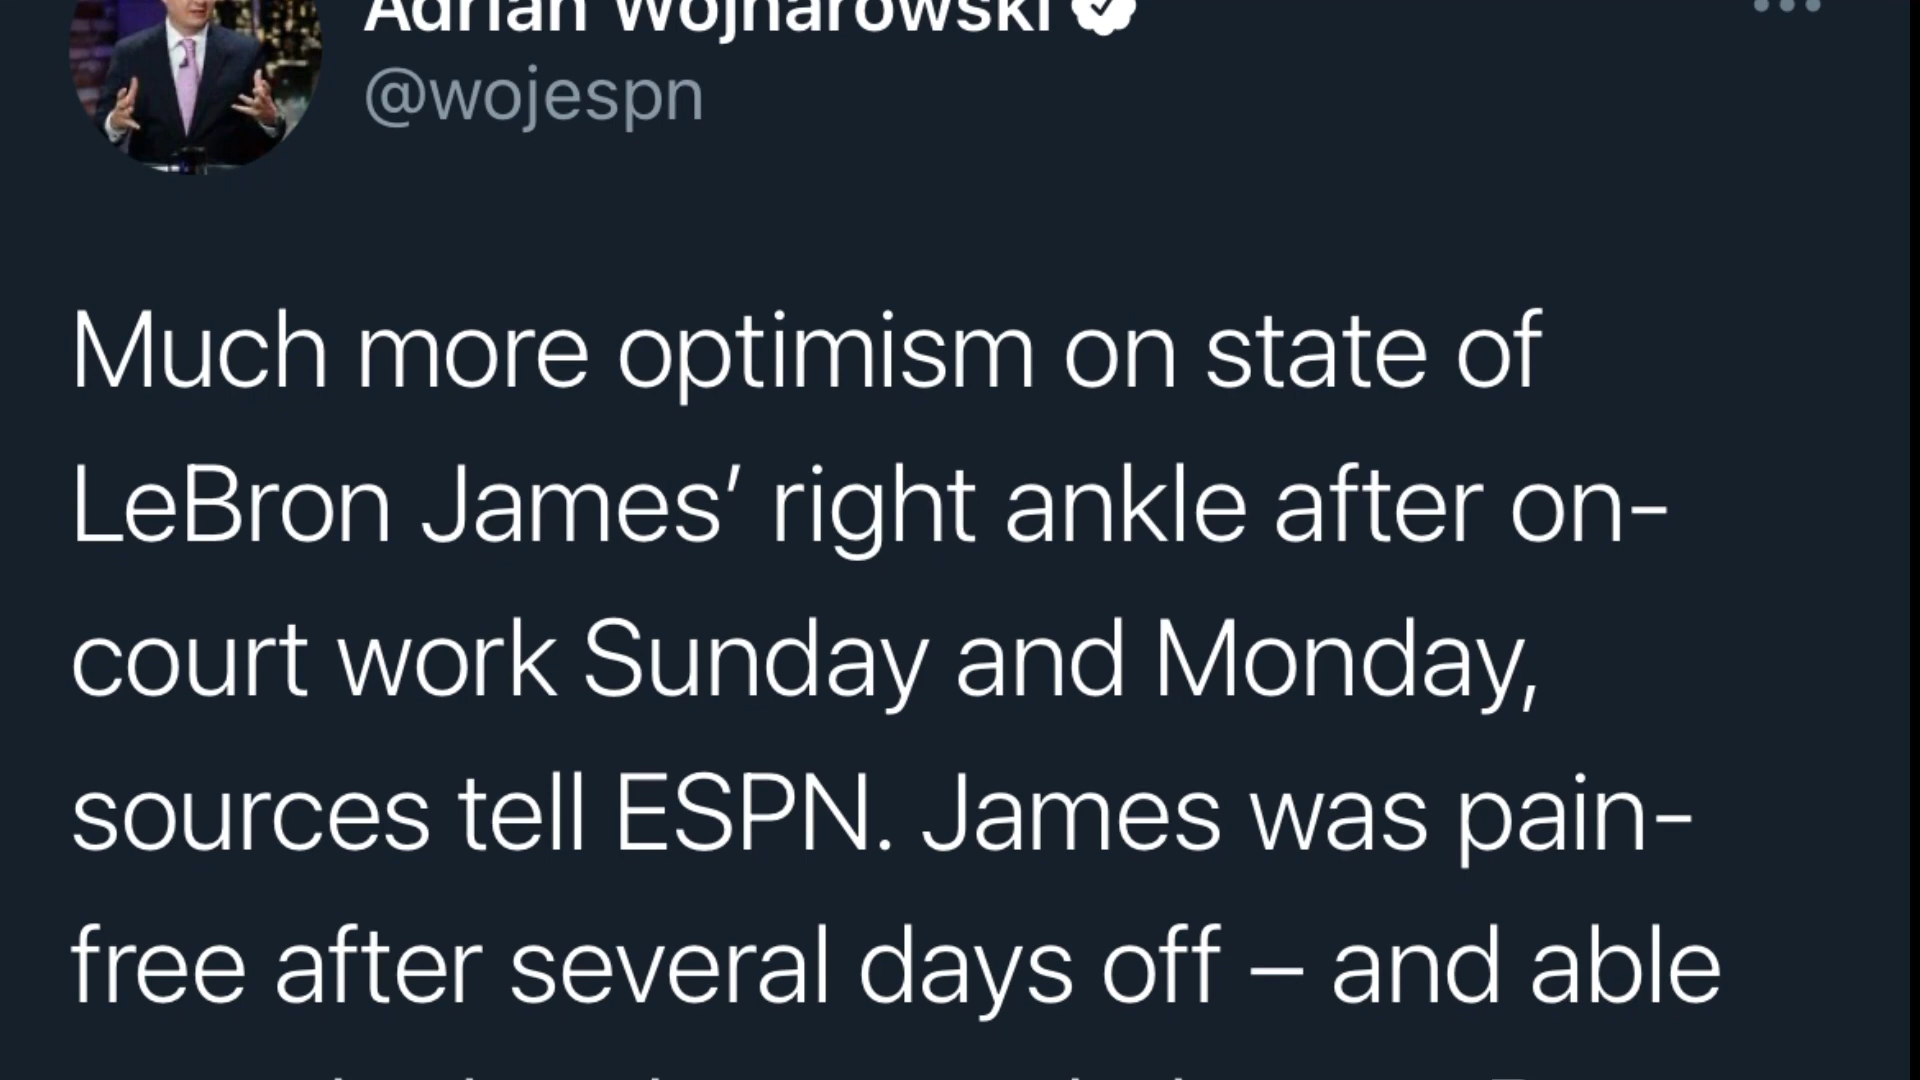 Adrian Wojnarowski
@wojespn
Much more optimism on state of
LeBron James’ right ankle after on-
court work Sunday and Monday,
sources tell ESPN. James was pain-
free after several days off – and able